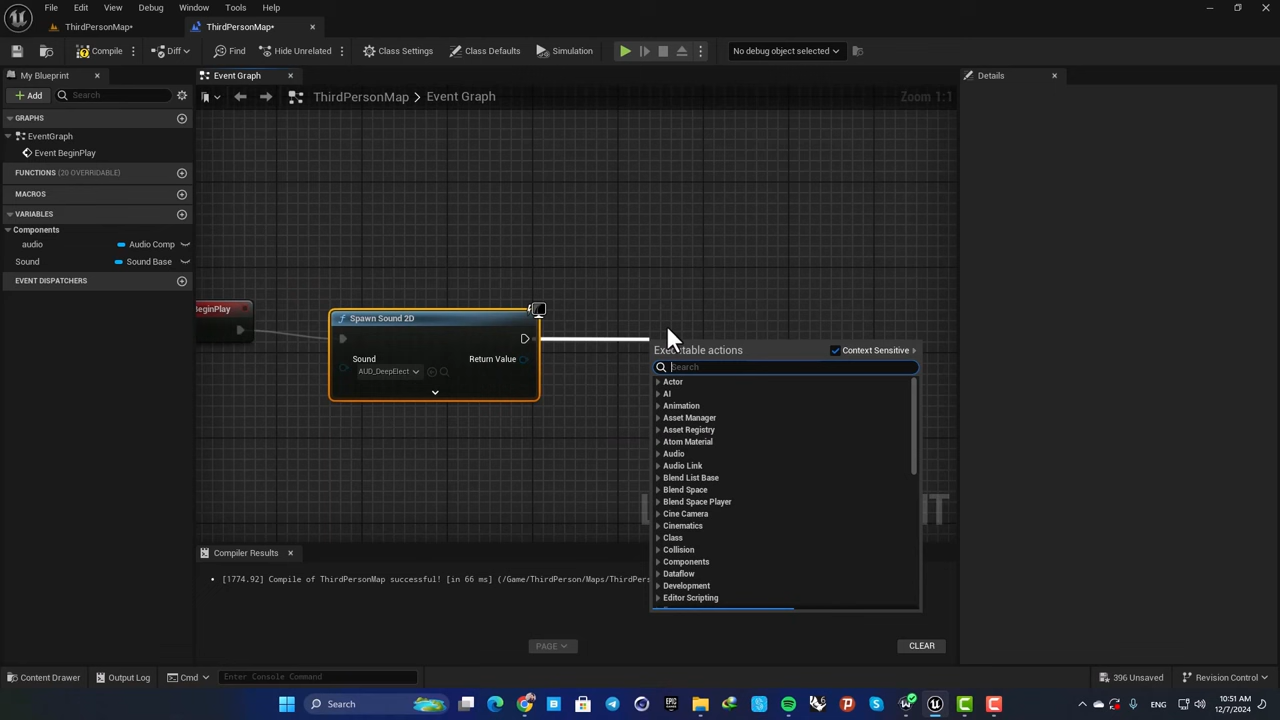 File Edit View Debug Window Tools Help
ThirdPersonMap•
ThirdPersonMap•
Compile Diff Find Hide Unrelated Class Settings Class Defaults Simulation No debug object selected
My Blueprint
Event Graph
Details
Add Search
ThirdPersonMap > Event Graph Zoom 1:1
GRAPHS
EventGraph
Event BeginPlay
FUNCTIONS (20 OVERRIDABLE)
MACROS
VARIABLES
Components
audio Audio Comp
Sound Sound Base
EVENT DISPATCHERS
BeginPlay
Spawn Sound 2D
Sound
AUD_DeepElect
Return Value
Executable actions Context Sensitive
Search
Actor
AI
Animation
Asset Manager
Asset Registry
Atom Material
Audio
Audio Link
Blend List Base
Blend Space
Blend Space Player
Cine Camera
Cinematics
Class
Collision
Components
Dataflow
Development
Editor Scripting
Compiler Results
[1774.92] Compile of ThirdPersonMap successful! [in 66 ms] (/Game/ThirdPerson/Maps/ThirdPers
PAGE CLEAR
Content Drawer Output Log Cmd Enter Console Command 396 Unsaved Revision Control
Search
10:51 AM
12/7/2024